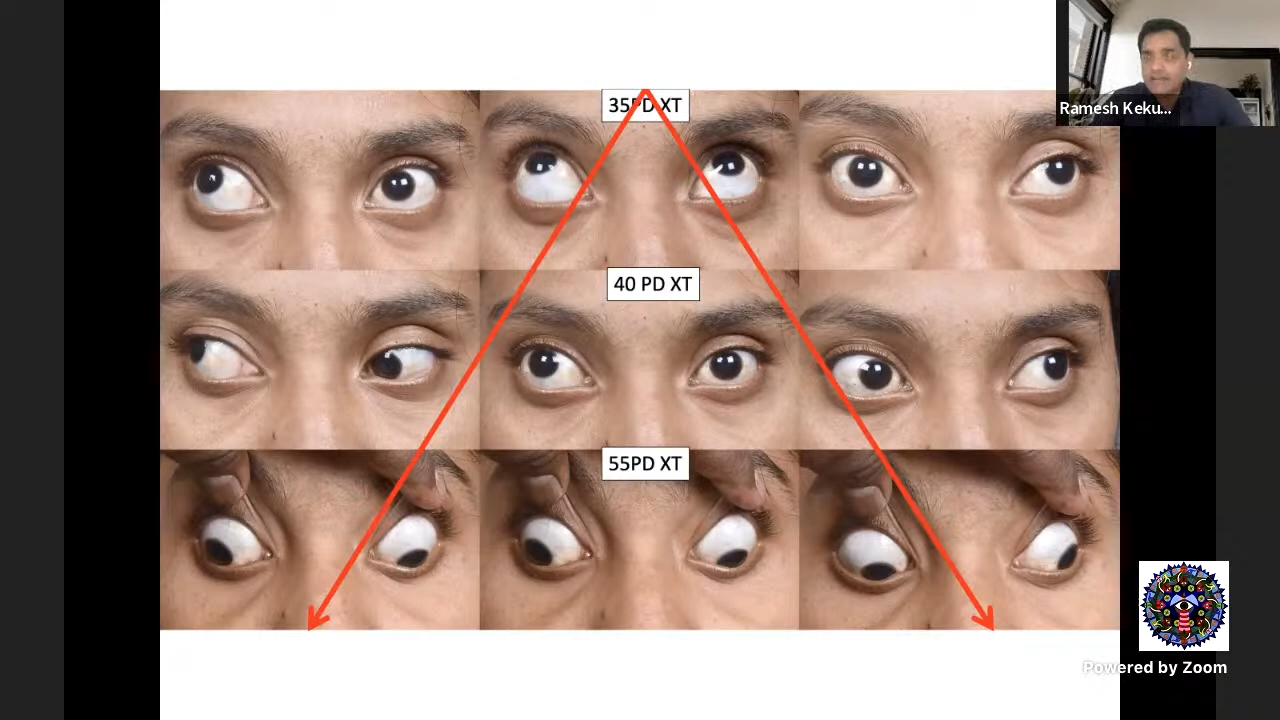 35PD XT
Ramesh Keku...
40 PD XT
55PD XT
Powered by Zoom